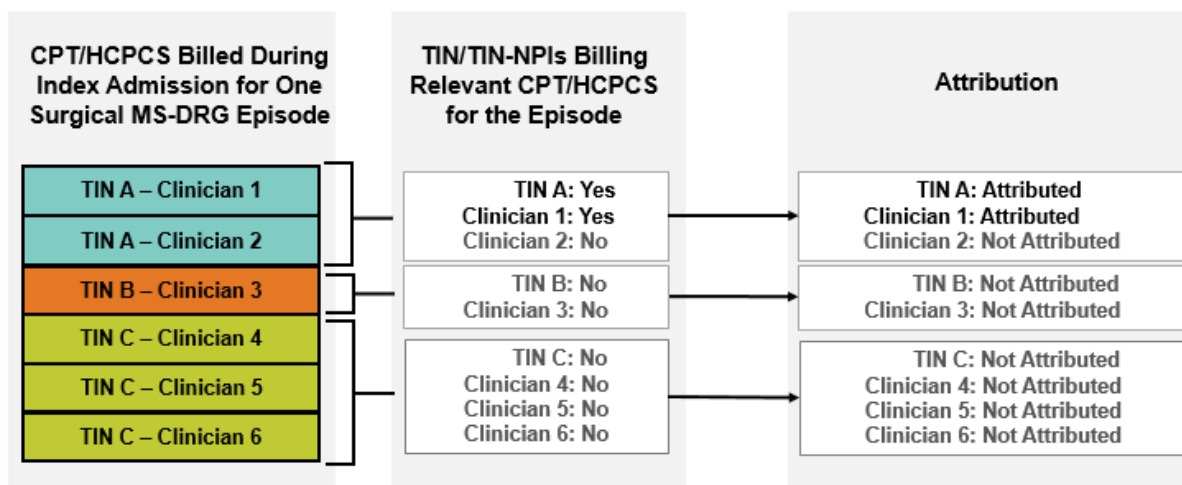 CPT/HCPCS Billed During
Index Admission for One
Surgical MS-DRG Episode
TIN/TIN-NPIs Billing
Relevant CPT/HCPCS
for the Episode
Attribution
TIN A – Clinician 1
TIN A – Clinician 2
TIN B – Clinician 3
TIN C – Clinician 4
TIN C – Clinician 5
TIN C – Clinician 6
TIN A: Yes
Clinician 1: Yes
Clinician 2: No
TIN B: No
Clinician 3: No
TIN C: No
Clinician 4: No
Clinician 5: No
Clinician 6: No
TIN A: Attributed
Clinician 1: Attributed
Clinician 2: Not Attributed
TIN B: Not Attributed
Clinician 3: Not Attributed
TIN C: Not Attributed
Clinician 4: Not Attributed
Clinician 5: Not Attributed
Clinician 6: Not Attributed